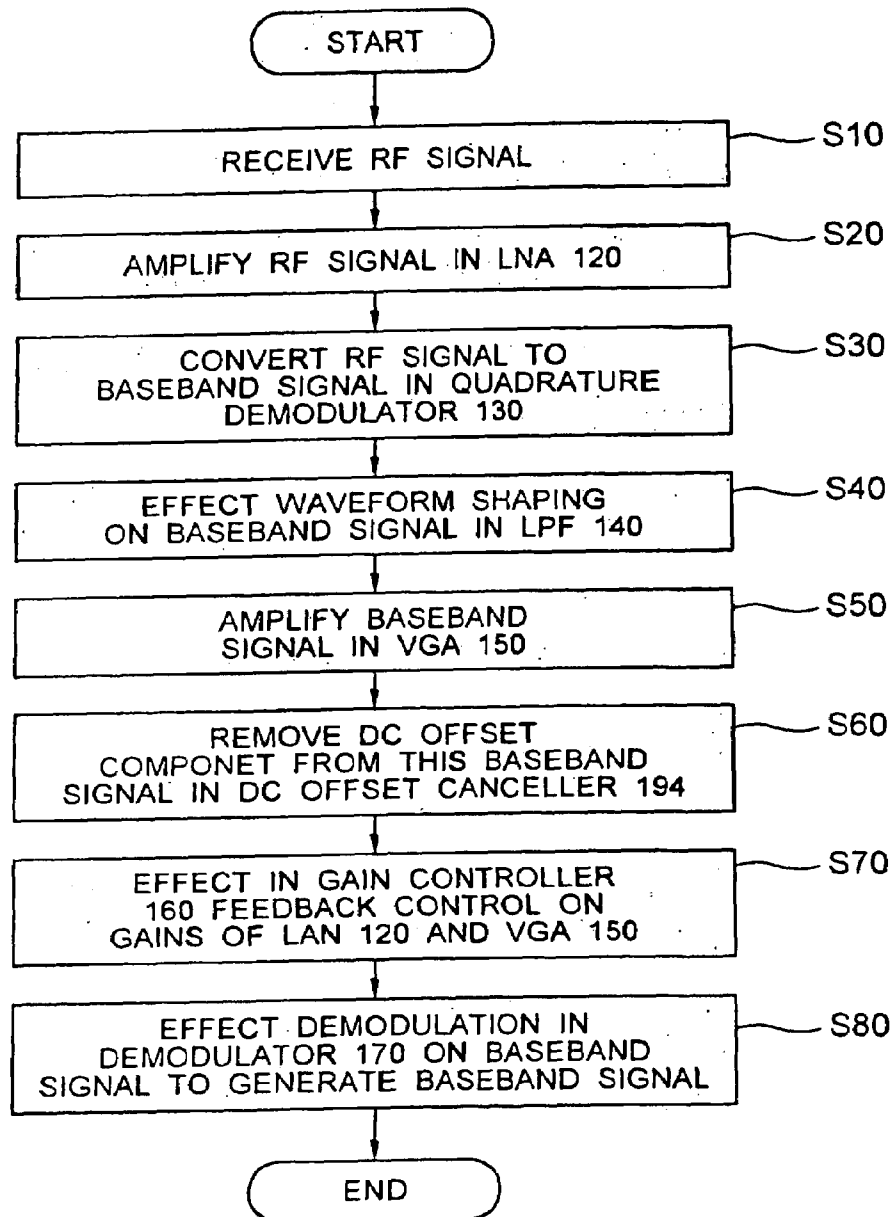 START
RECEIVE RF SIGNAL
S10
AMPLIFY RF SIGNAL IN LNA 120
S20
CONVERT RF SIGNAL TO
BASEBAND SIGNAL IN QUADRATURE
DEMODULATOR 130
S30
EFFECT WAVEFORM SHAPING
ON BASEBAND SIGNAL IN LPF 140
S40
AMPLIFY BASEBAND
SIGNAL IN VGA 150
S50
REMOVE DC OFFSET
COMPONET FROM THIS BASEBAND
SIGNAL IN DC OFFSET CANCELLER 194
S60
EFFECT IN GAIN CONTROLLER
160 FEEDBACK CONTROL ON
GAINS OF LAN 120 AND VGA 150
S70
EFFECT DEMODULATION IN
DEMODULATOR 170 ON BASEBAND
SIGNAL TO GENERATE BASEBAND SIGNAL
S80
END